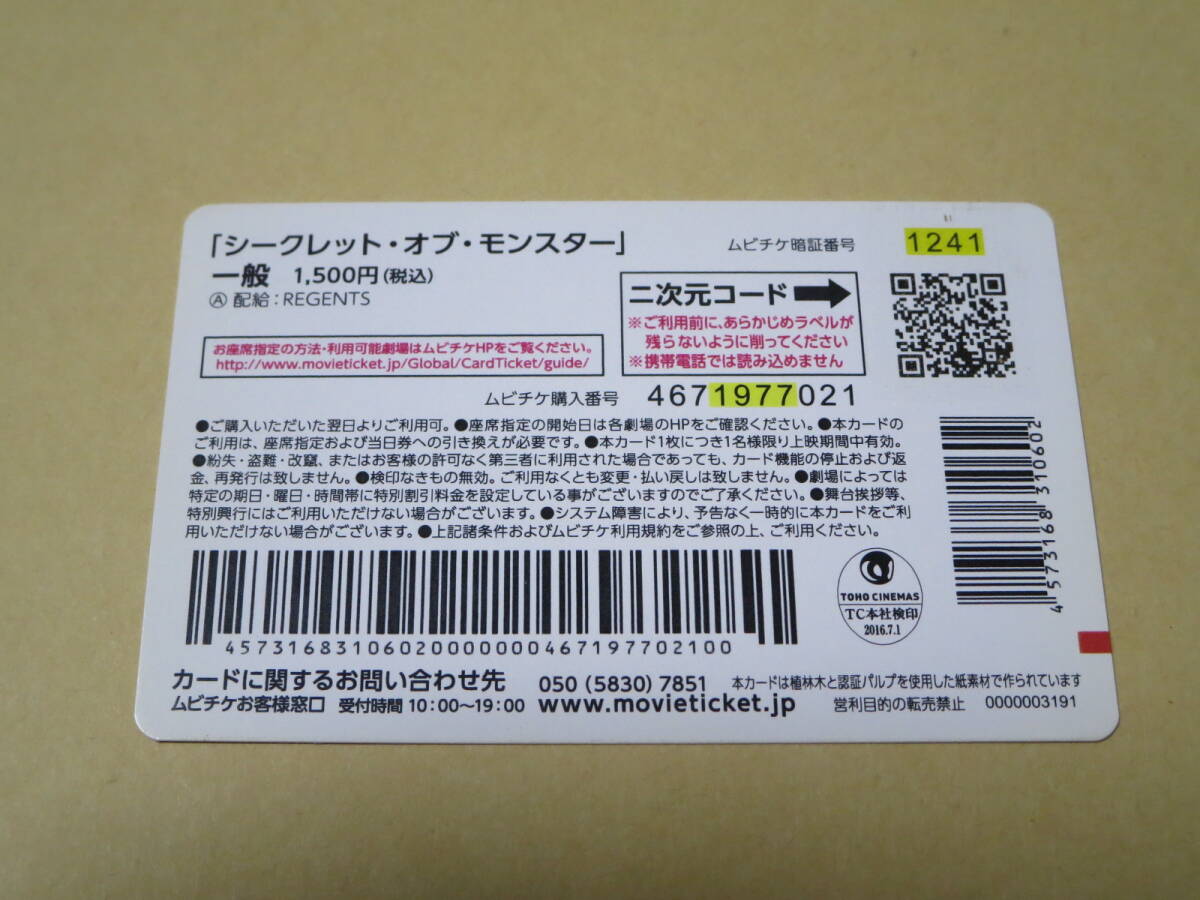 「シークレット・オブ・モンスター」
一般 1,500円(税込)
Ⓐ 配給：REGENTS
ムビチケ暗証番号 1241
二次元コード
※ご利用前に、あらかじめラベルが
残らないように削ってください
※携帯電話では読み込めません
お座席指定の方法・利用可能劇場はムビチケHPをご覧ください。
http://www.movieticket.jp/Global/CardTicket/guide/
ムビチケ購入番号 4671977021
●ご購入いただいた翌日よりご利用可。●座席指定の開始日は各劇場のHPをご確認ください。●本カードの
ご利用は、座席指定および当日券への引き換えが必要です。●本カード1枚につき1名様限り上映期間中有効。
●紛失・盗難・改竄、またはお客様の許可なく第三者に利用された場合であっても、カード機能の停止および返
金、再発行は致しません。●検印なきもの無効。ご利用なくとも変更・払い戻しは致しません。●劇場によっては
特定の期日・曜日・時間帯に特別割引料金を設定している事がございますのでご了承ください。●舞台挨拶等、
特別興行にはご利用いただけない場合がございます。●システム障害により、予告なく一時的に本カードをご利
用いただけない場合がございます。●上記諸条件およびムビチケ利用規約をご参照の上、ご利用ください。
4573168310602
45731683106020000000046719770​2100
TOHO CINEMAS
TC本社検印
2016.7.1
カードに関するお問い合わせ先 050 (5830) 7851
ムビチケお客様窓口 受付時間 10:00〜19:00 www.movieticket.jp
本カードは植林木と認証パルプを使用した紙素材で作られています
営利目的の転売禁止 0000003191